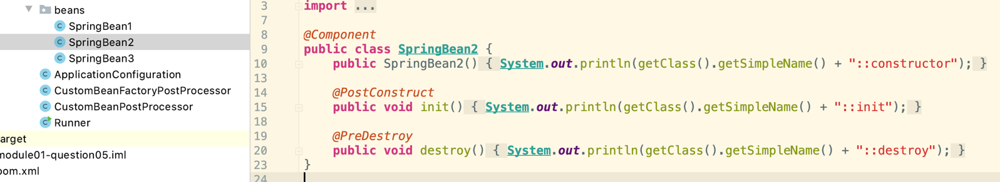 beans
SpringBean1
SpringBean2
SpringBean3
ApplicationConfiguration
CustomBeanFactoryPostProcessor
CustomBeanPostProcessor
Runner
arget
module01-question05.iml
pom.xml
3 import ...
7
8 @Component
9 public class SpringBean2 {
10 public SpringBean2() { System.out.println(getClass().getSimpleName() + "::constructor"); }
13
14 @PostConstruct
15 public void init() { System.out.println(getClass().getSimpleName() + "::init"); }
18
19 @PreDestroy
20 public void destroy() { System.out.println(getClass().getSimpleName() + "::destroy"); }
23 }
24